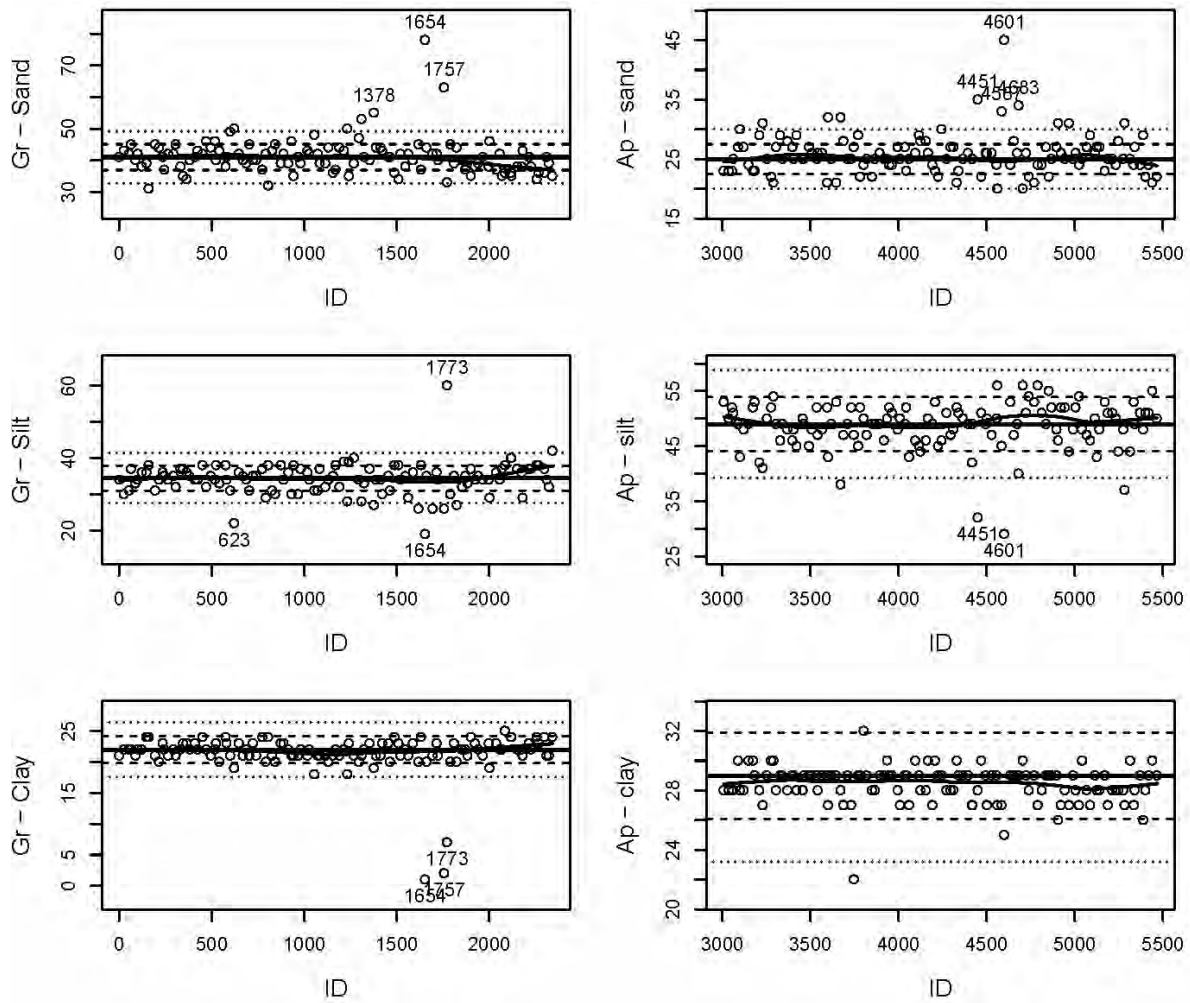 Gr − Sand
30 50 70
1654
1757
1378
0 500 1000 1500 2000
ID
Ap − sand
15 25 35 45
4601
4451
4683
4567
3000 3500 4000 4500 5000 5500
ID
Gr − Silt
20 40 60
1773
623
1654
0 500 1000 1500 2000
ID
Ap − silt
25 35 45 55
4451
4601
3000 3500 4000 4500 5000 5500
ID
Gr − Clay
0 5 15 25
1773
1757
1654
0 500 1000 1500 2000
ID
Ap − clay
20 24 28 32
3000 3500 4000 4500 5000 5500
ID